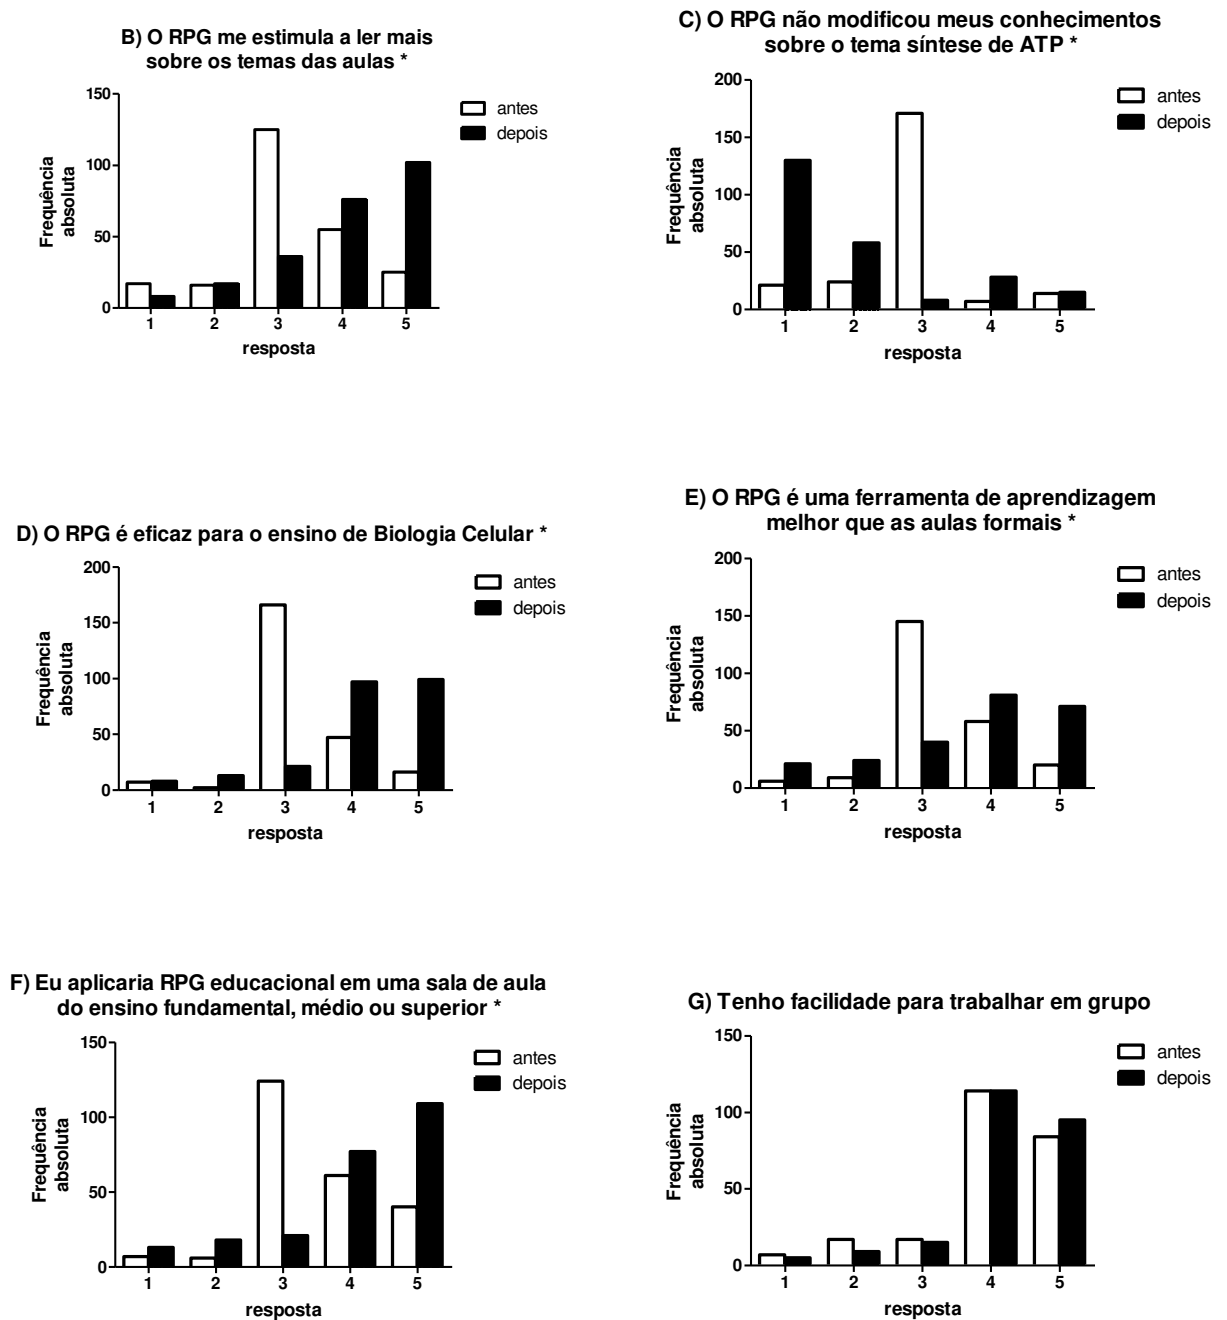 B) O RPG me estimula a ler mais
sobre os temas das aulas *
150
100
50
0
Frequência
absoluta
1 2 3 4 5
resposta
antes
depois
C) O RPG não modificou meus conhecimentos
sobre o tema síntese de ATP *
200
150
100
50
0
Frequência
absoluta
1 2 3 4 5
resposta
antes
depois
D) O RPG é eficaz para o ensino de Biologia Celular *
200
150
100
50
0
Frequência
absoluta
1 2 3 4 5
resposta
antes
depois
E) O RPG é uma ferramenta de aprendizagem
melhor que as aulas formais *
200
150
100
50
0
Frequência
absoluta
1 2 3 4 5
resposta
antes
depois
F) Eu aplicaria RPG educacional em uma sala de aula
do ensino fundamental, médio ou superior *
150
100
50
0
Frequência
absoluta
1 2 3 4 5
resposta
antes
depois
G) Tenho facilidade para trabalhar em grupo
150
100
50
0
Frequência
absoluta
1 2 3 4 5
resposta
antes
depois